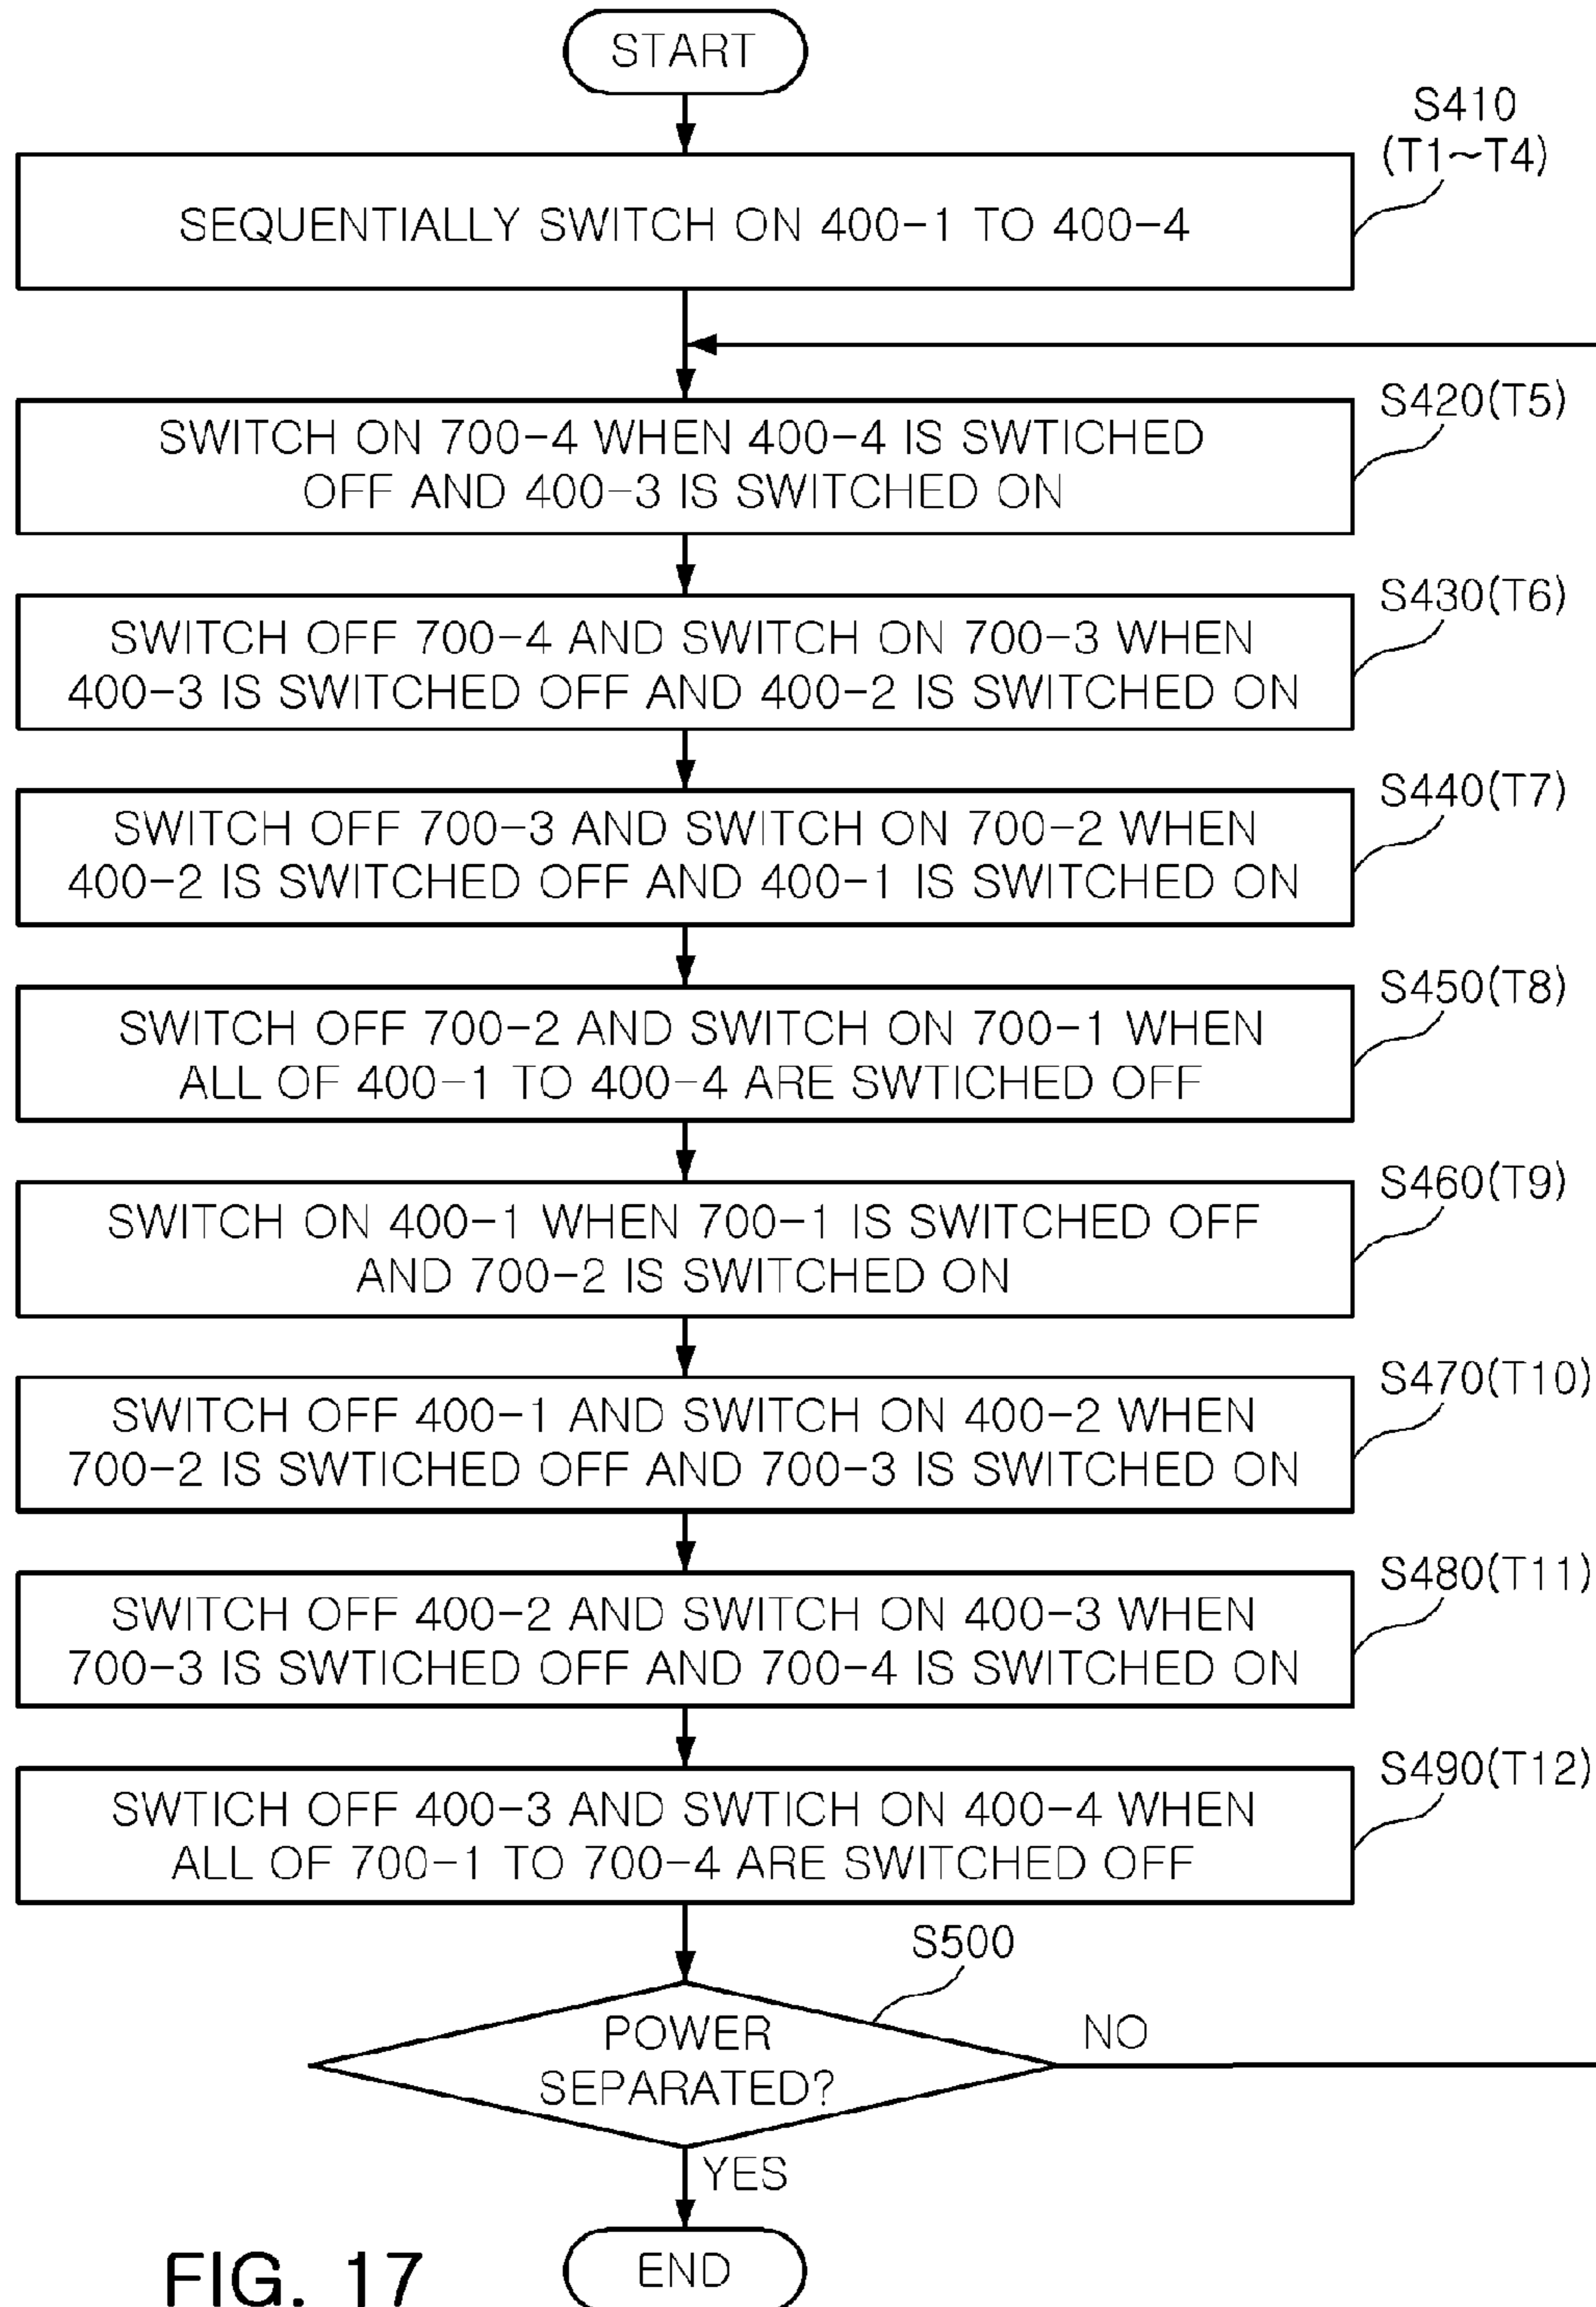 START
S410
(T1~T4)
SEQUENTIALLY SWITCH ON 400-1 TO 400-4
S420(T5)
SWITCH ON 700-4 WHEN 400-4 IS SWTICHED
OFF AND 400-3 IS SWITCHED ON
S430(T6)
SWITCH OFF 700-4 AND SWITCH ON 700-3 WHEN
400-3 IS SWITCHED OFF AND 400-2 IS SWITCHED ON
S440(T7)
SWITCH OFF 700-3 AND SWITCH ON 700-2 WHEN
400-2 IS SWITCHED OFF AND 400-1 IS SWITCHED ON
S450(T8)
SWITCH OFF 700-2 AND SWITCH ON 700-1 WHEN
ALL OF 400-1 TO 400-4 ARE SWTICHED OFF
S460(T9)
SWITCH ON 400-1 WHEN 700-1 IS SWITCHED OFF
AND 700-2 IS SWITCHED ON
S470(T10)
SWITCH OFF 400-1 AND SWITCH ON 400-2 WHEN
700-2 IS SWTICHED OFF AND 700-3 IS SWITCHED ON
S480(T11)
SWITCH OFF 400-2 AND SWITCH ON 400-3 WHEN
700-3 IS SWTICHED OFF AND 700-4 IS SWITCHED ON
S490(T12)
SWTICH OFF 400-3 AND SWTICH ON 400-4 WHEN
ALL OF 700-1 TO 700-4 ARE SWITCHED OFF
S500
POWER
SEPARATED?
NO
YES
END
FIG. 17